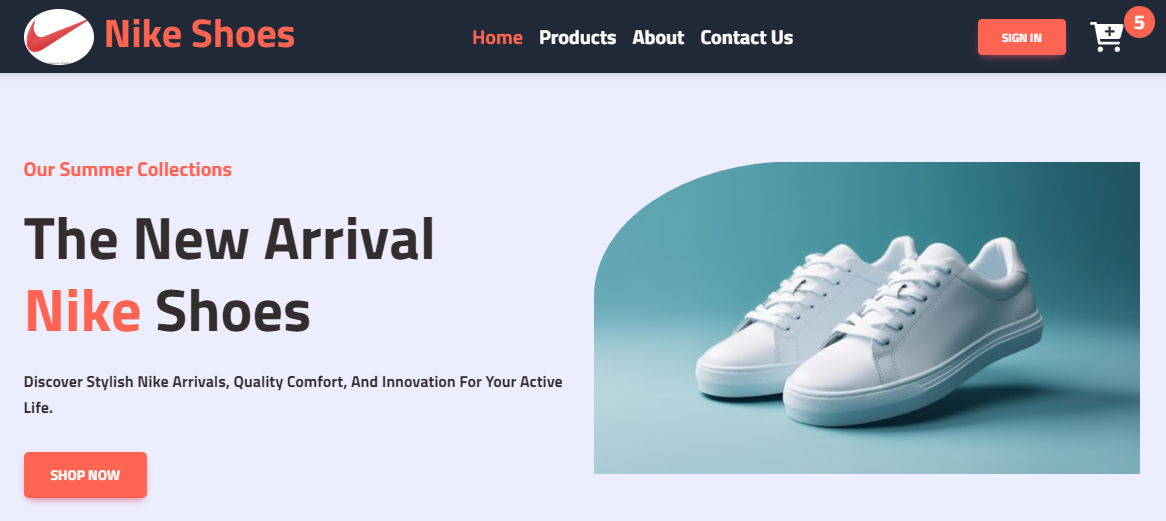 Nike Shoes
Home Products About Contact Us
SIGN IN
5
Our Summer Collections
The New Arrival
Nike Shoes
Discover Stylish Nike Arrivals, Quality Comfort, And Innovation For Your Active
Life.
SHOP NOW